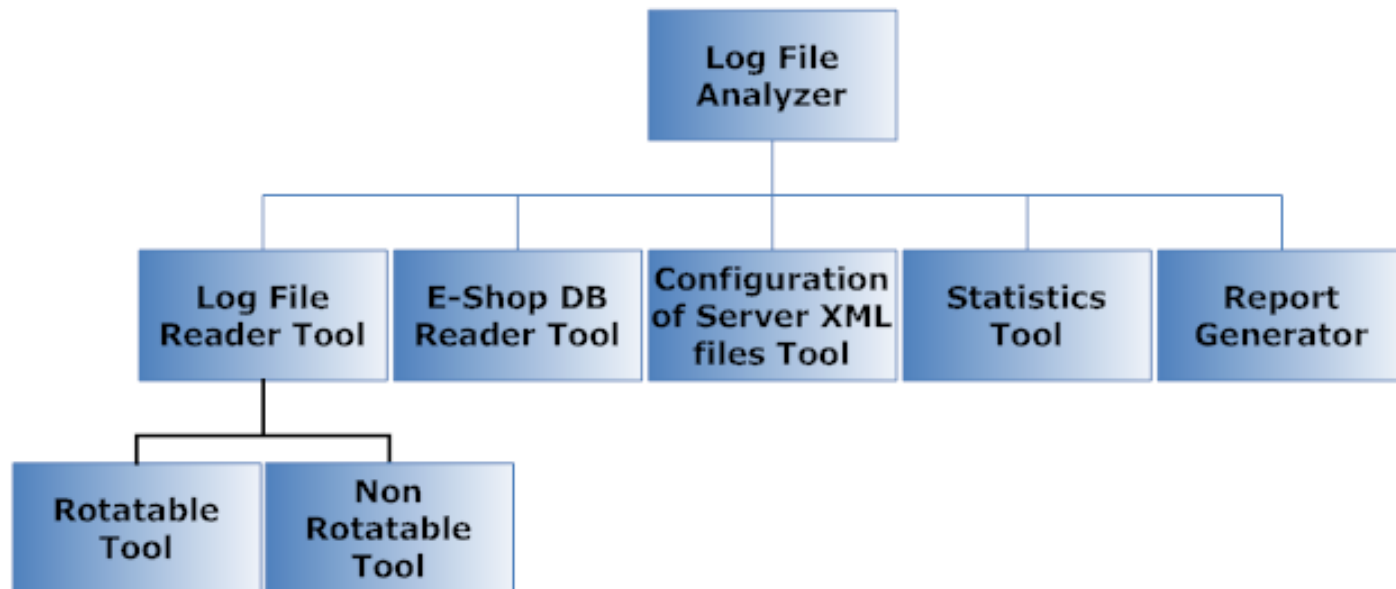 Log File
Analyzer
Log File
Reader Tool
E-Shop DB
Reader Tool
Configuration
of Server XML
files Tool
Statistics
Tool
Report
Generator
Rotatable
Tool
Non
Rotatable
Tool